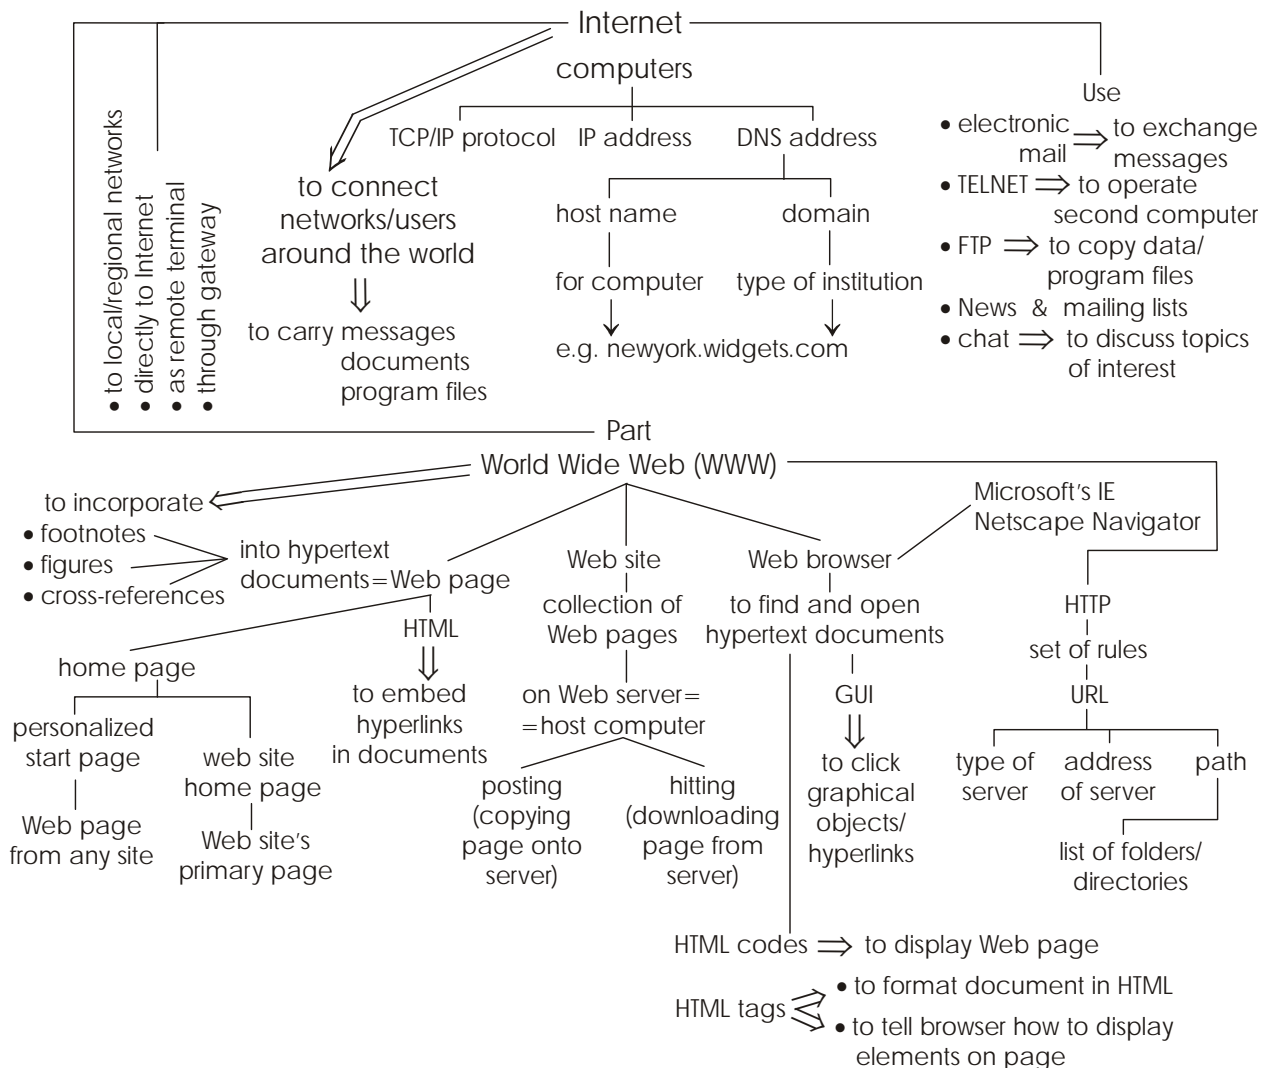 Internet
• to local/regional networks
• directly to Internet
• as remote terminal
• through gateway
to connect
networks/users
around the world
to carry messages
documents
program files
computers
TCP/IP protocol
IP address
DNS address
host name
for computer
domain
type of institution
e.g. newyork.widgets.com
Use
• electronic
mail
to exchange
messages
• TELNET
to operate
second computer
• FTP
to copy data/
program files
• News & mailing lists
• chat
to discuss topics
of interest
Part
World Wide Web (WWW)
to incorporate
• footnotes
• figures
• cross-references
into hypertext
documents=Web page
home page
personalized
start page
Web page
from any site
web site
home page
Web site's
primary page
HTML
to embed
hyperlinks
in documents
Web site
collection of
Web pages
on Web server=
=host computer
posting
(copying
page onto
server)
hitting
(downloading
page from
server)
Web browser
Microsoft's IE
Netscape Navigator
to find and open
hypertext documents
GUI
to click
graphical
objects/
hyperlinks
HTTP
set of rules
URL
type of
server
address
of server
path
list of folders/
directories
HTML codes
to display Web page
HTML tags
• to format document in HTML
• to tell browser how to display
elements on page